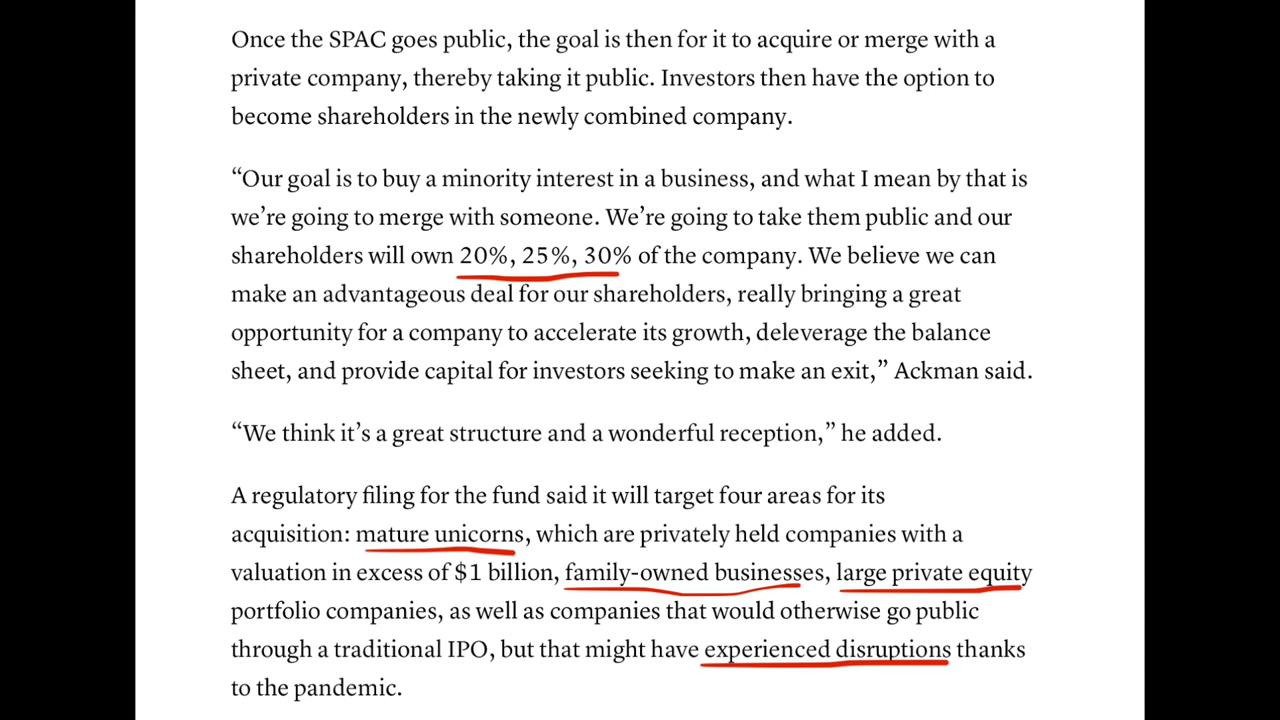 Once the SPAC goes public, the goal is then for it to acquire or merge with a
private company, thereby taking it public. Investors then have the option to
become shareholders in the newly combined company.
“Our goal is to buy a minority interest in a business, and what I mean by that is
we’re going to merge with someone. We’re going to take them public and our
shareholders will own 20%, 25%, 30% of the company. We believe we can
make an advantageous deal for our shareholders, really bringing a great
opportunity for a company to accelerate its growth, deleverage the balance
sheet, and provide capital for investors seeking to make an exit,” Ackman said.
“We think it’s a great structure and a wonderful reception,” he added.
A regulatory filing for the fund said it will target four areas for its
acquisition: mature unicorns, which are privately held companies with a
valuation in excess of $1 billion, family-owned businesses, large private equity
portfolio companies, as well as companies that would otherwise go public
through a traditional IPO, but that might have experienced disruptions thanks
to the pandemic.